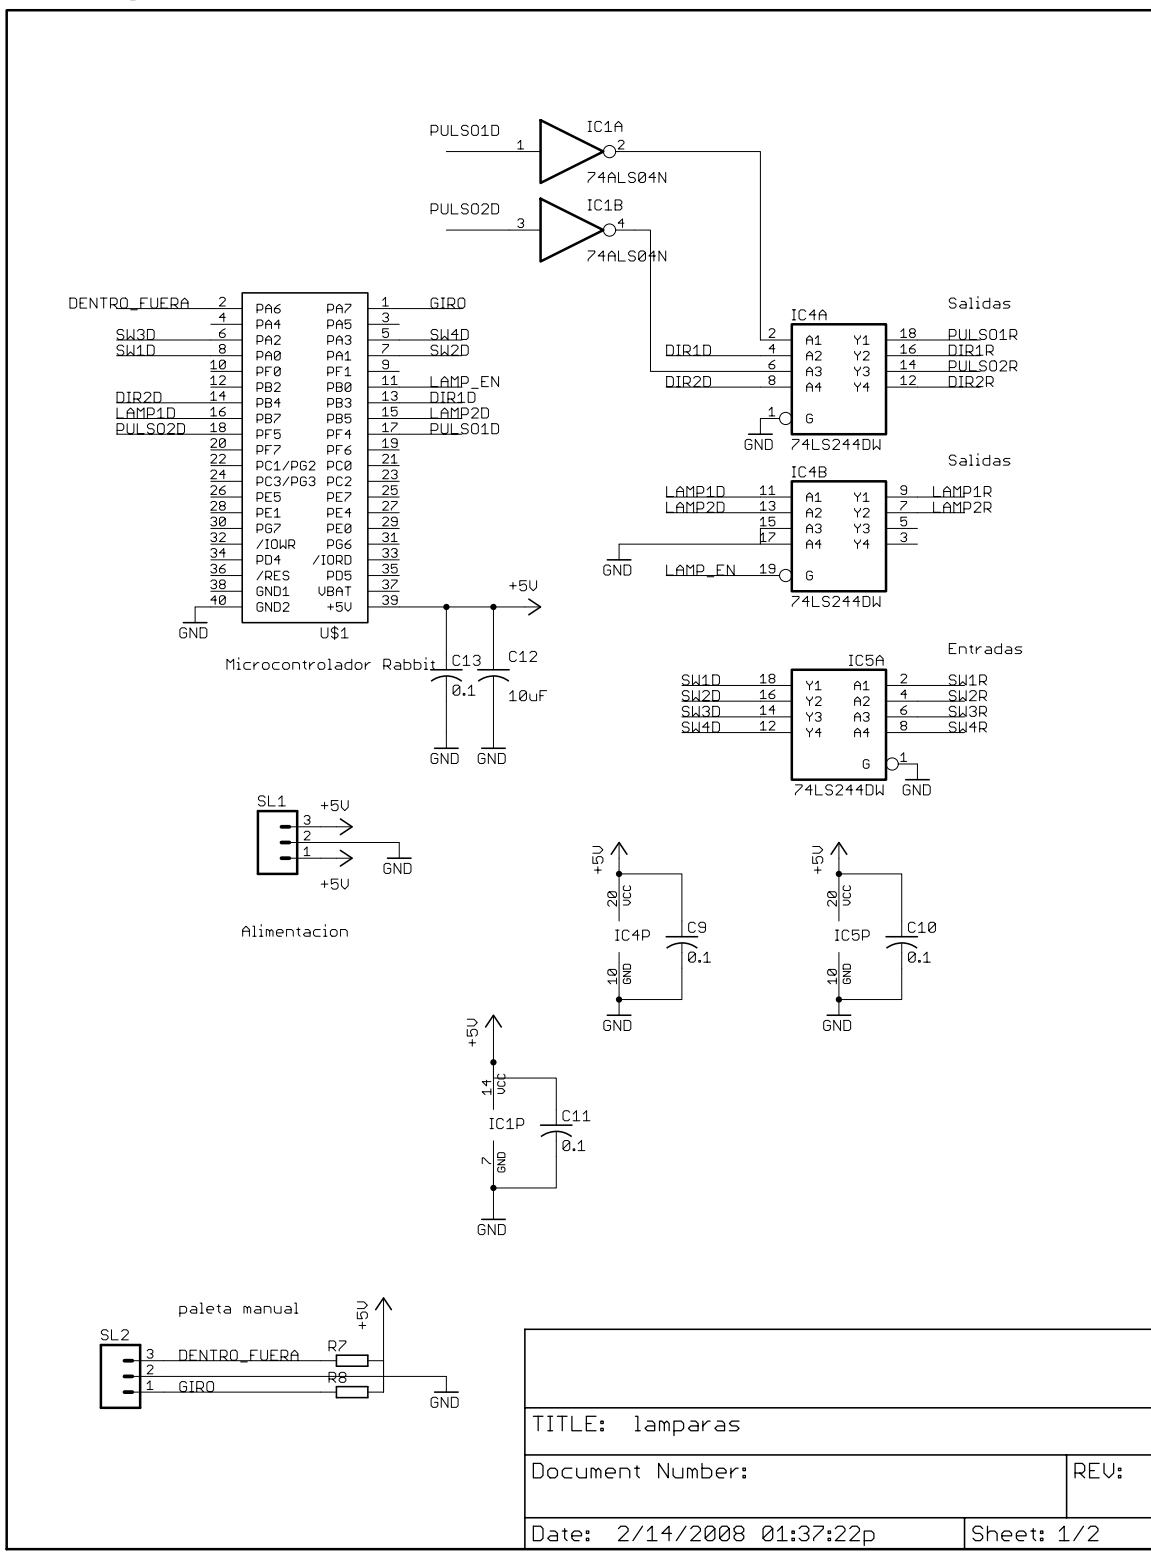 PULSO1D 1 IC1A 2
74ALS04N
PULSO2D 3 IC1B 4
74ALS04N
DENTRO_FUERA 2 PA6 PA7 1 GIRO
4 PA4 PA5 3
SW3D 6 PA2 PA3 5 SW4D
SW1D 8 PA0 PA1 7 SW2D
10 PF0 PF1 9
12 PB2 PB0 11 LAMP_EN
DIR2D 14 PB4 PB3 13 DIR1D
LAMP1D 16 PB7 PB5 15 LAMP2D
PULSO2D 18 PF5 PF4 17 PULSO1D
20 PF7 PF6 19
22 PC1/PG2 PC0 21
24 PC3/PG3 PC2 23
26 PE5 PE7 25
28 PE1 PE4 27
30 PG7 PE0 29
32 /IOWR PG6 31
34 PD4 /IORD 33
36 /RES PD5 35
38 GND1 VBAT 37
40 GND2 +5V 39
GND
U$1
Microcontrolador Rabbit
+5V
C13
0.1
C12
10uF
GND GND
Salidas
IC4A
2 A1 Y1 18 PULSO1R
DIR1D 4 A2 Y2 16 DIR1R
6 A3 Y3 14 PULSO2R
DIR2D 8 A4 Y4 12 DIR2R
1 G
GND
74LS244DW
Salidas
IC4B
LAMP1D 11 A1 Y1 9 LAMP1R
LAMP2D 13 A2 Y2 7 LAMP2R
15 A3 Y3 5
17 A4 Y4 3
GND
LAMP_EN 19 G
74LS244DW
Entradas
IC5A
SW1D 18 Y1 A1 2 SW1R
SW2D 16 Y2 A2 4 SW2R
SW3D 14 Y3 A3 6 SW3R
SW4D 12 Y4 A4 8 SW4R
G 1
74LS244DW GND
SL1
3 +5V
2
1 GND
+5V
Alimentacion
+5V
20 VCC
IC4P
C9
0.1
10 GND
GND
+5V
20 VCC
IC5P
C10
0.1
10 GND
GND
+5V
14 VCC
IC1P
C11
0.1
7 GND
GND
paleta manual
+5V
SL2
3 DENTRO_FUERA R7
2
1 GIRO R8
GND
TITLE: lamparas
Document Number:
REV:
Date: 2/14/2008 01:37:22p
Sheet: 1/2